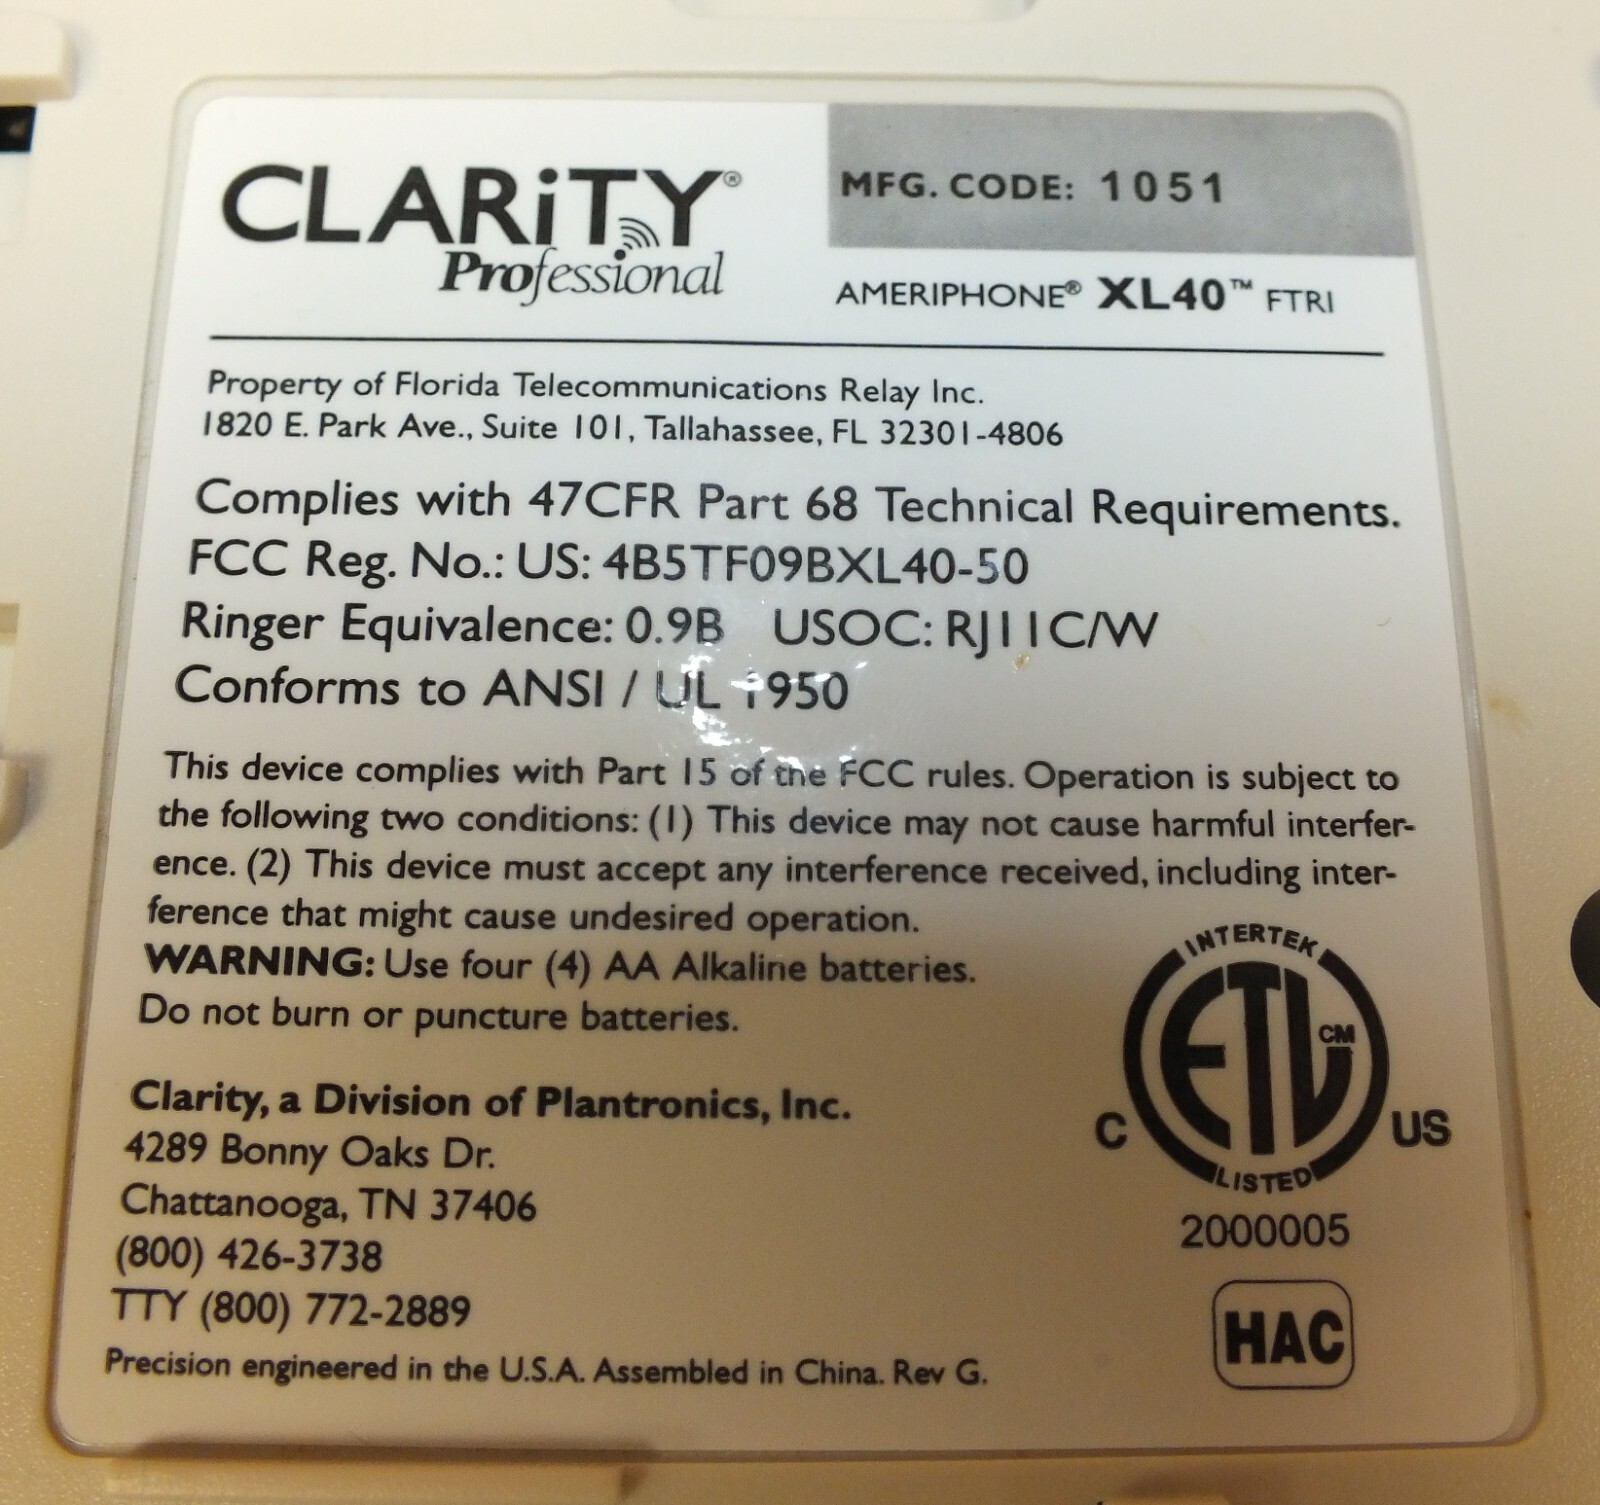 CLARiTY®
Professional
MFG. CODE: 1051
AMERIPHONE® XL40™ FTRI
Property of Florida Telecommunications Relay Inc.
1820 E. Park Ave., Suite 101, Tallahassee, FL 32301-4806
Complies with 47CFR Part 68 Technical Requirements.
FCC Reg. No.: US: 4B5TF09BXL40-50
Ringer Equivalence: 0.9B USOC: RJ11C/W
Conforms to ANSI / UL 1950
This device complies with Part 15 of the FCC rules. Operation is subject to
the following two conditions: (1) This device may not cause harmful interfer-
ence. (2) This device must accept any interference received, including inter-
ference that might cause undesired operation.
WARNING: Use four (4) AA Alkaline batteries.
Do not burn or puncture batteries.
Clarity, a Division of Plantronics, Inc.
4289 Bonny Oaks Dr.
Chattanooga, TN 37406
(800) 426-3738
TTY (800) 772-2889
Precision engineered in the U.S.A. Assembled in China. Rev G.
INTERTEK
ETL CM
C US
LISTED
2000005
HAC